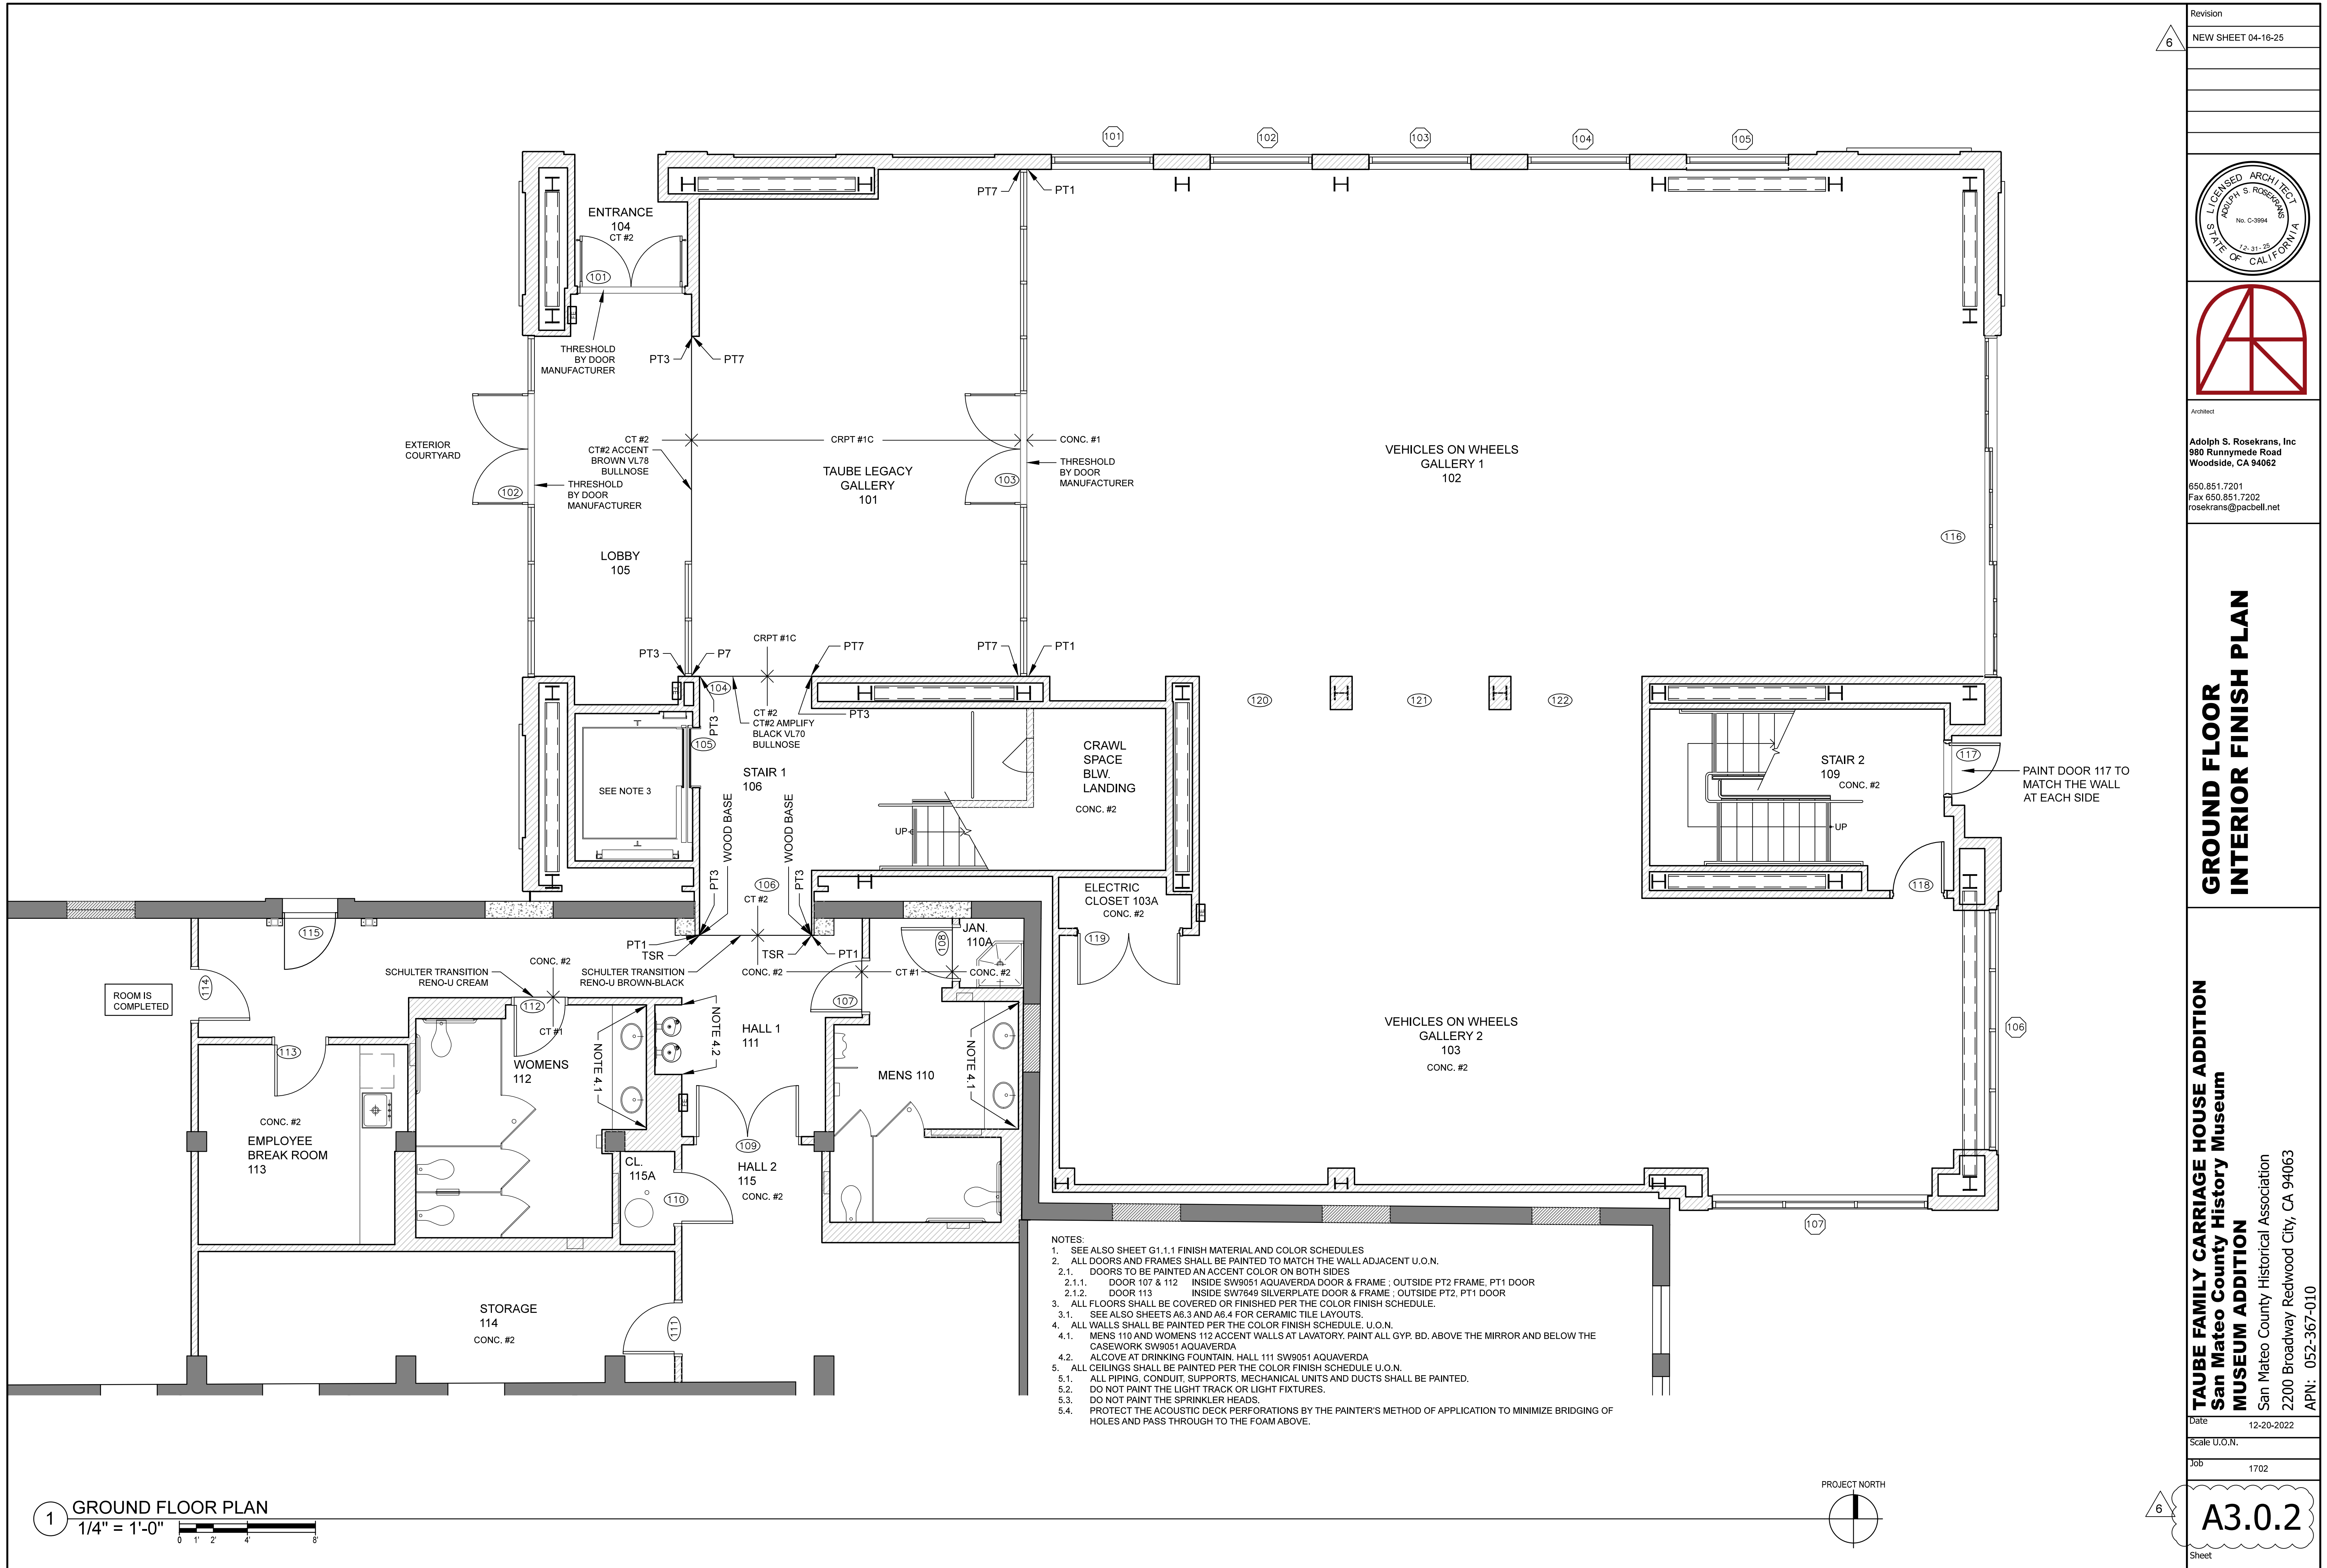 101
102
103
104
105
PT7
PT1
ENTRANCE
104
CT #2
101
FE
THRESHOLD
BY DOOR
MANUFACTURER
PT3
PT7
EXTERIOR
COURTYARD
102
THRESHOLD
BY DOOR
MANUFACTURER
CT #2
CT#2 ACCENT
BROWN VL78
BULLNOSE
CRPT #1C
CONC. #1
TAUBE LEGACY
GALLERY
101
103
THRESHOLD
BY DOOR
MANUFACTURER
VEHICLES ON WHEELS
GALLERY 1
102
116
LOBBY
105
PT3
P7
CRPT #1C
PT7
PT7
PT1
104
PT3
CT #2
CT#2 AMPLIFY
BLACK VL70
BULLNOSE
PT3
105
120
121
122
SEE NOTE 3
STAIR 1
106
CRAWL
SPACE
BLW.
LANDING
CONC. #2
UP
STAIR 2
109
CONC. #2
UP
117
PAINT DOOR 117 TO
MATCH THE WALL
AT EACH SIDE
118
WOOD BASE
WOOD BASE
PT3
PT3
106
CT #2
ELECTRIC
CLOSET 103A
CONC. #2
FE
119
115
PT1
TSR
TSR
PT1
108
JAN.
110A
SCHULTER TRANSITION
RENO-U CREAM
CONC. #2
SCHULTER TRANSITION
RENO-U BROWN-BLACK
CONC. #2
CT #1
CONC. #2
ROOM IS
COMPLETED
114
112
107
CT #1
NOTE 4.1
NOTE 4.2
HALL 1
111
113
WOMENS
112
MENS 110
NOTE 4.1
FE
VEHICLES ON WHEELS
GALLERY 2
103
CONC. #2
106
CONC. #2
EMPLOYEE
BREAK ROOM
113
109
CL.
115A
110
HALL 2
115
CONC. #2
107
STORAGE
114
CONC. #2
111
NOTES:
1. SEE ALSO SHEET G1.1.1 FINISH MATERIAL AND COLOR SCHEDULES
2. ALL DOORS AND FRAMES SHALL BE PAINTED TO MATCH THE WALL ADJACENT U.O.N.
2.1. DOORS TO BE PAINTED AN ACCENT COLOR ON BOTH SIDES
2.1.1. DOOR 107 & 112 INSIDE SW9051 AQUAVERDA DOOR & FRAME ; OUTSIDE PT2 FRAME, PT1 DOOR
2.1.2. DOOR 113 INSIDE SW7649 SILVERPLATE DOOR & FRAME ; OUTSIDE PT2, PT1 DOOR
3. ALL FLOORS SHALL BE COVERED OR FINISHED PER THE COLOR FINISH SCHEDULE.
3.1. SEE ALSO SHEETS A6.3 AND A6.4 FOR CERAMIC TILE LAYOUTS.
4. ALL WALLS SHALL BE PAINTED PER THE COLOR FINISH SCHEDULE. U.O.N.
4.1. MENS 110 AND WOMENS 112 ACCENT WALLS AT LAVATORY. PAINT ALL GYP. BD. ABOVE THE MIRROR AND BELOW THE
CASEWORK SW9051 AQUAVERDA
4.2. ALCOVE AT DRINKING FOUNTAIN. HALL 111 SW9051 AQUAVERDA
5. ALL CEILINGS SHALL BE PAINTED PER THE COLOR FINISH SCHEDULE U.O.N.
5.1. ALL PIPING, CONDUIT, SUPPORTS, MECHANICAL UNITS AND DUCTS SHALL BE PAINTED.
5.2. DO NOT PAINT THE LIGHT TRACK OR LIGHT FIXTURES.
5.3. DO NOT PAINT THE SPRINKLER HEADS.
5.4. PROTECT THE ACOUSTIC DECK PERFORATIONS BY THE PAINTER'S METHOD OF APPLICATION TO MINIMIZE BRIDGING OF
HOLES AND PASS THROUGH TO THE FOAM ABOVE.
1
GROUND FLOOR PLAN
1/4" = 1'-0"
0 1' 2' 4' 8'
PROJECT NORTH
6
Revision
NEW SHEET 04-16-25
LICENSED ARCHITECT
ADOLPH S. ROSEKRANS
No. C-3994
12-31-25
STATE OF CALIFORNIA
Architect
Adolph S. Rosekrans, Inc
980 Runnymede Road
Woodside, CA 94062
650.851.7201
Fax 650.851.7202
rosekrans@pacbell.net
GROUND FLOOR
INTERIOR FINISH PLAN
TAUBE FAMILY CARRIAGE HOUSE ADDITION
San Mateo County History Museum
MUSEUM ADDITION
San Mateo County Historical Association
2200 Broadway Redwood City, CA 94063
APN: 052-367-010
Date
12-20-2022
Scale U.O.N.
Job
1702
6
A3.0.2
Sheet